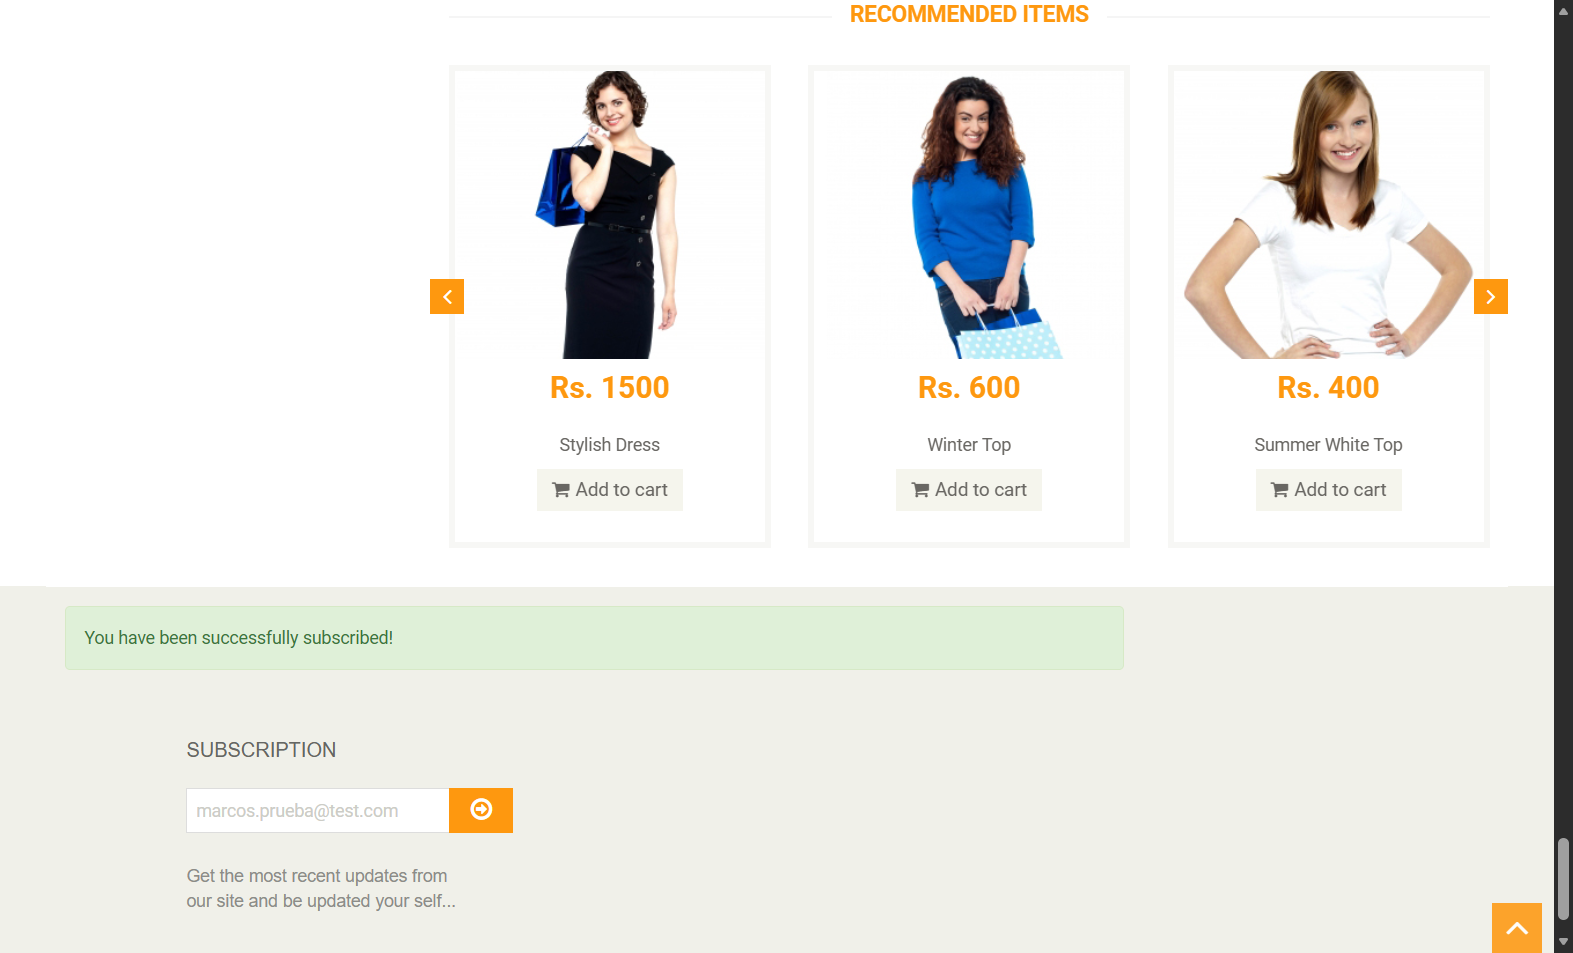 RECOMMENDED ITEMS
Rs. 1500
Rs. 600
Rs. 400
Stylish Dress
Winter Top
Summer White Top
Add to cart
Add to cart
Add to cart
You have been successfully subscribed!
SUBSCRIPTION
marcos.prueba@test.com
Get the most recent updates from
our site and be updated your self...